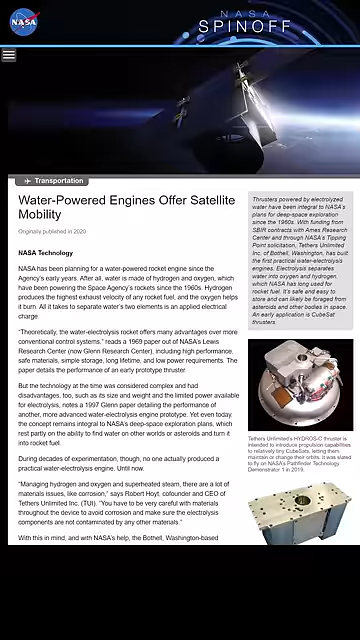 NASA
NASA
SPINOFF
Transportation
Water-Powered Engines Offer Satellite
Mobility
Originally published in 2020
NASA Technology
NASA has been planning for a water-powered rocket engine since the
Agency's early years. After all, water is made of hydrogen and oxygen, which
have been powering the Space Agency's rockets since the 1960s. Hydrogen
produces the highest exhaust velocity of any rocket fuel, and the oxygen helps
it burn. All it takes to separate water's two elements is an applied electrical
charge.
"Theoretically, the water-electrolysis rocket offers many advantages over more
conventional control systems," reads a 1969 paper out of NASA's Lewis
Research Center (now Glenn Research Center), including high performance,
safe materials, simple storage, long lifetime, and low power requirements. The
paper details the performance of an early prototype thruster.
But the technology at the time was considered complex and had
disadvantages, too, such as its size and weight and the limited power available
for electrolysis, notes a 1997 Glenn paper detailing the performance of
another, more advanced water-electrolysis engine prototype. Yet even today,
the concept remains integral to NASA's deep-space exploration plans, which
rest partly on the ability to find water on other worlds or asteroids and turn it
into rocket fuel.
During decades of experimentation, though, no one actually produced a
practical water-electrolysis engine. Until now.
"Managing hydrogen and oxygen and superheated steam, there are a lot of
materials issues, like corrosion," says Robert Hoyt, cofounder and CEO of
Tethers Unlimited Inc. (TUI). "You have to be very careful with materials
throughout the device to avoid corrosion and make sure the electrolysis
components are not contaminated by any other materials."
With this in mind, and with NASA's help, the Bothell, Washington-based
Thrusters powered by electrolyzed
water have been integral to NASA's
plans for deep-space exploration
since the 1960s. With funding from
SBIR contracts with Ames Research
Center and through NASA's Tipping
Point solicitation, Tethers Unlimited
Inc. of Bothell, Washington, has built
the first practical water-electrolysis
engines. Electrolysis separates
water into oxygen and hydrogen,
which NASA has long used for
rocket fuel. It's safe and easy to
store and can likely be foraged from
asteroids and other bodies in space.
An early application is CubeSat
thrusters.
Tethers Unlimited's HYDROS-C thruster is
intended to introduce propulsion capabilities
to relatively tiny CubeSats, letting them
maintain or change their orbits. It was slated
to fly on NASA's Pathfinder Technology
Demonstrator 1 in 2019.